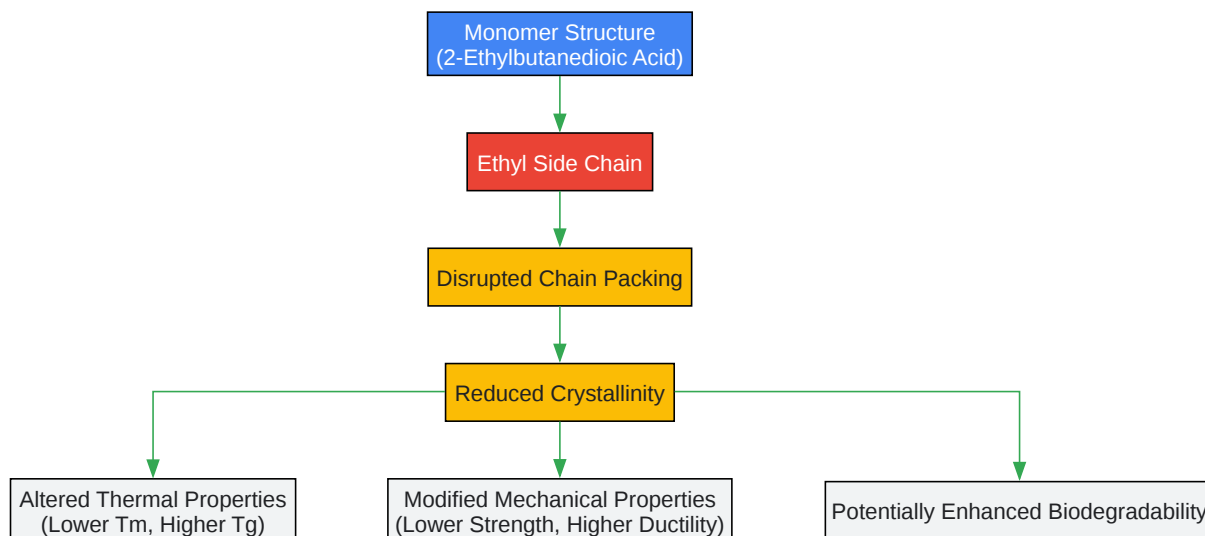 Monomer Structure
(2-Ethylbutanedioic Acid)
Ethyl Side Chain
Disrupted Chain Packing
Reduced Crystallinity
Altered Thermal Properties
(Lower Tm, Higher Tg)
Modified Mechanical Properties
(Lower Strength, Higher Ductility)
Potentially Enhanced Biodegradability